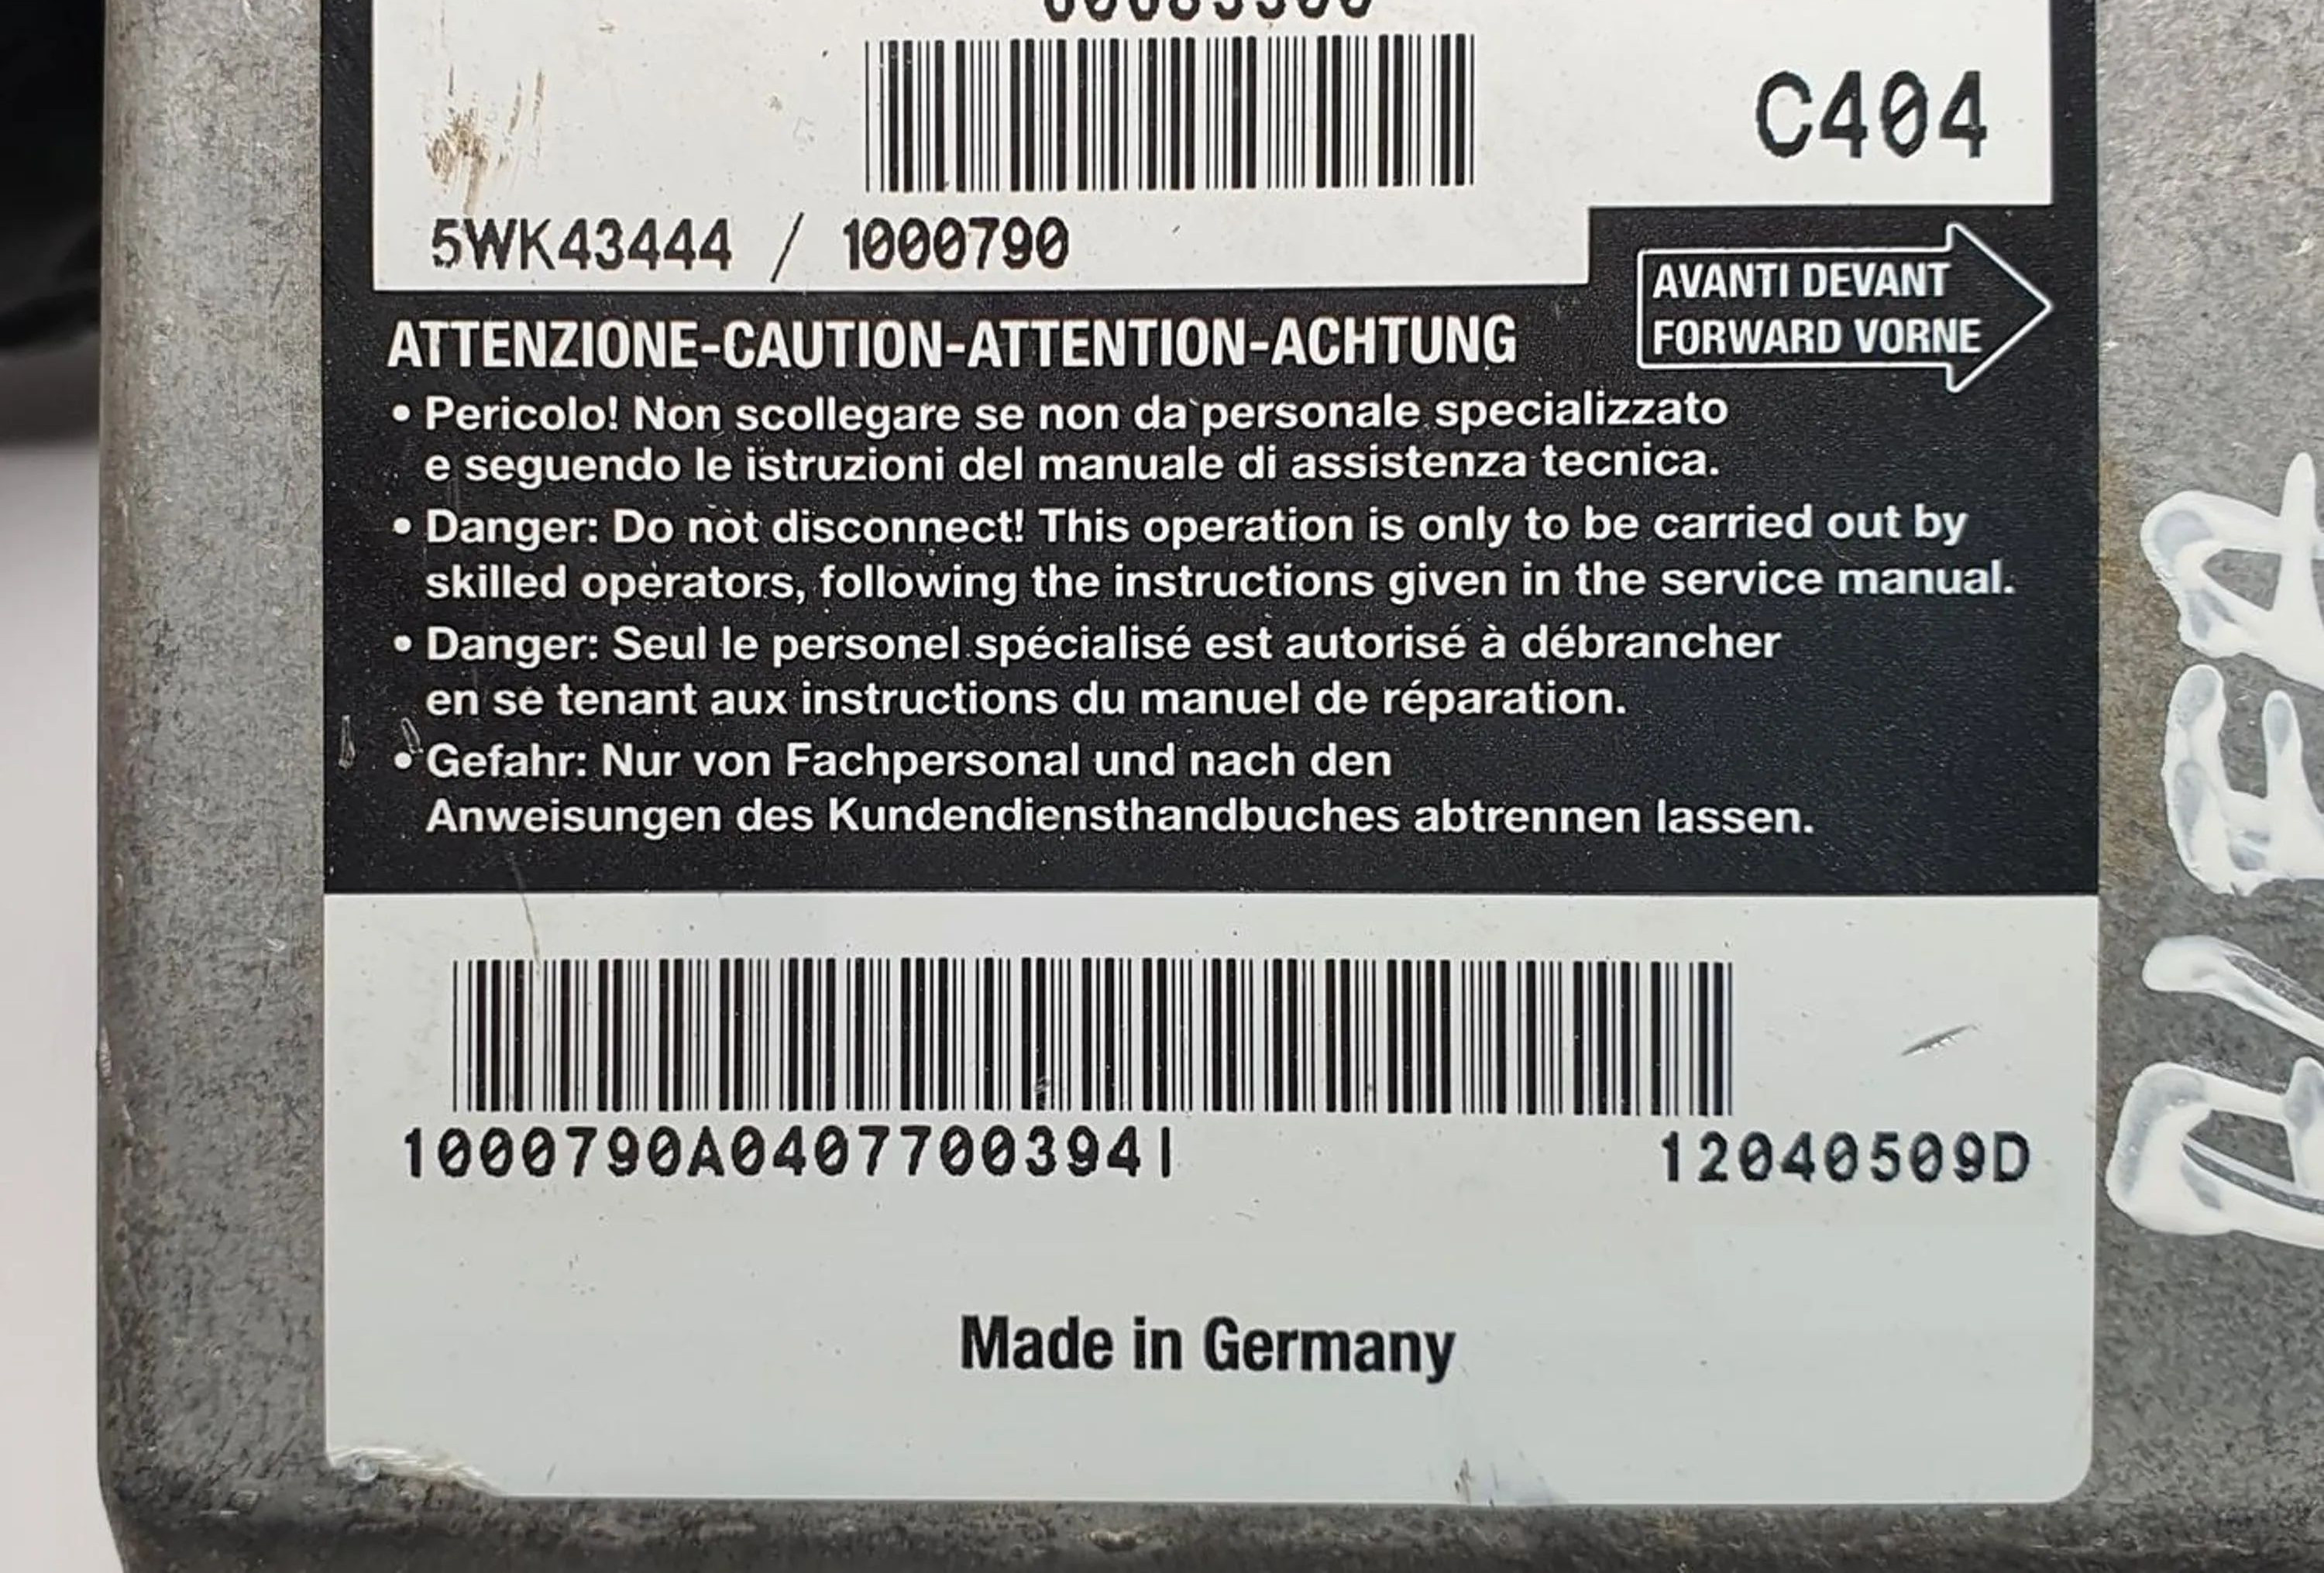 C404
5WK43444 / 1000790
AVANTI DEVANT
FORWARD VORNE
ATTENZIONE-CAUTION-ATTENTION-ACHTUNG
• Pericolo! Non scollegare se non da personale specializzato
e seguendo le istruzioni del manuale di assistenza tecnica.
• Danger: Do not disconnect! This operation is only to be carried out by
skilled operators, following the instructions given in the service manual.
• Danger: Seul le personel spécialisé est autorisé à débrancher
en se tenant aux instructions du manuel de réparation.
• Gefahr: Nur von Fachpersonal und nach den
Anweisungen des Kundendiensthandbuches abtrennen lassen.
1000790A0407700394I 12040509D
Made in Germany